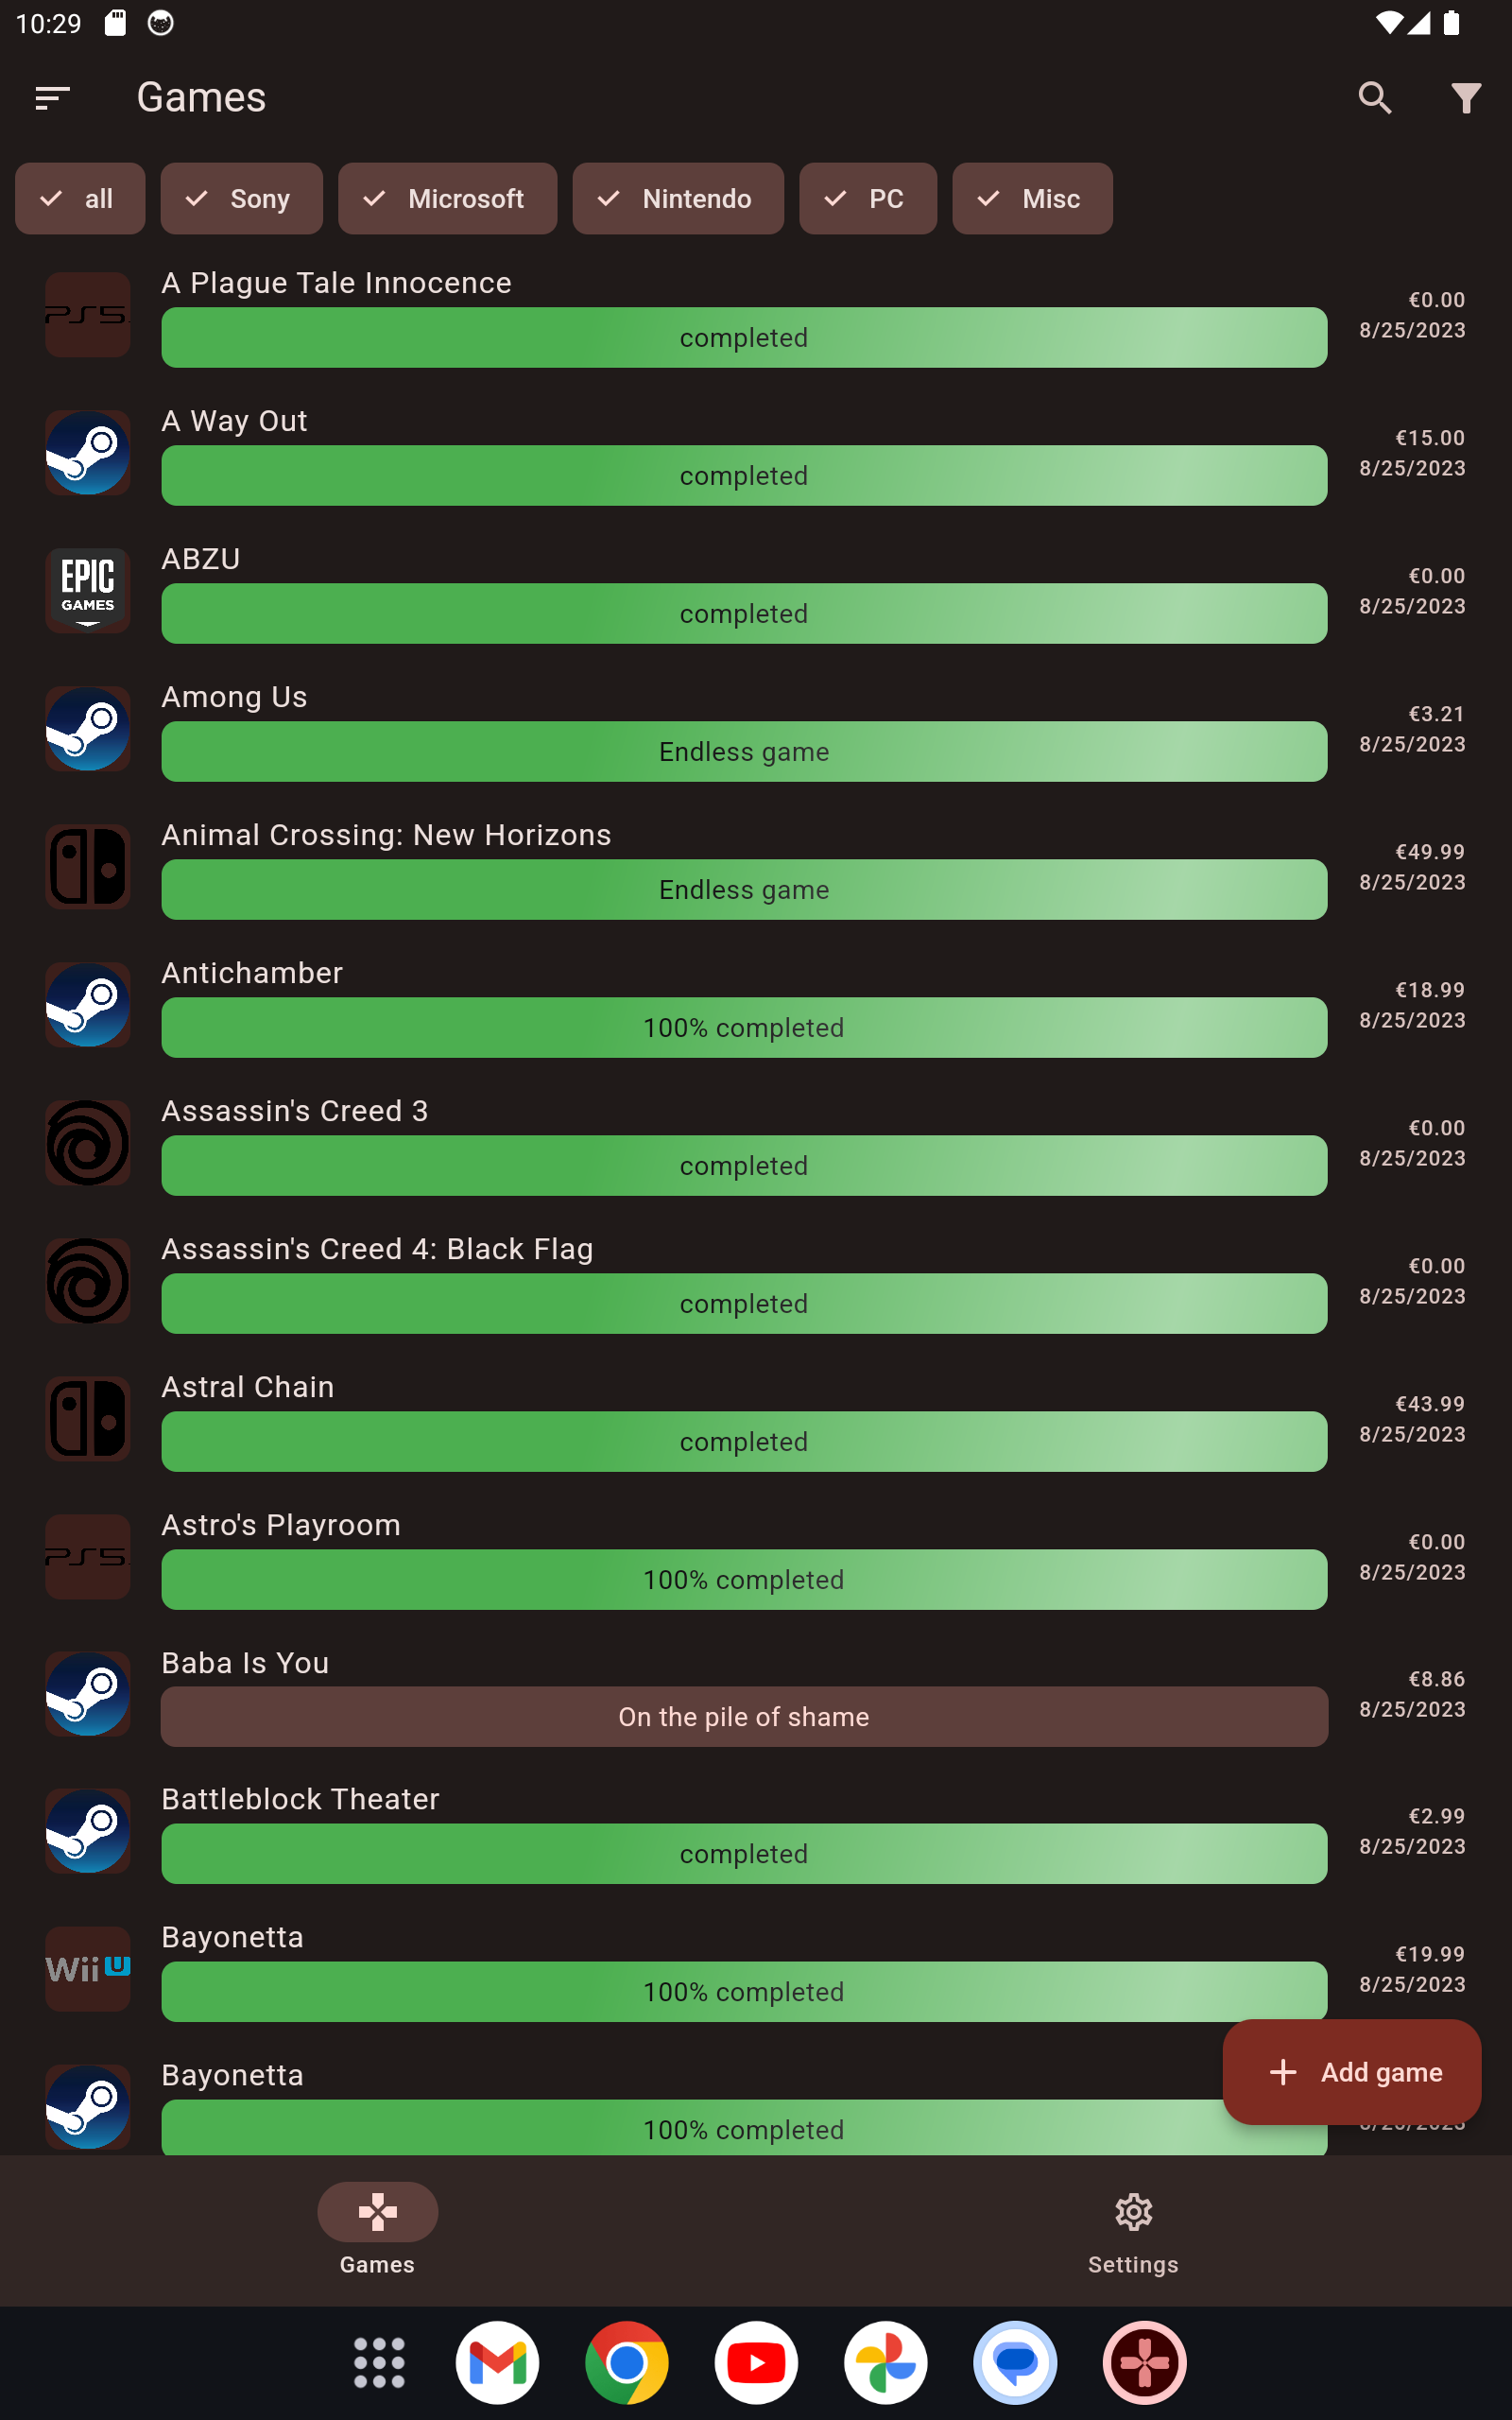 10:29
Games
all
Sony
Microsoft
Nintendo
PC
Misc
A Plague Tale Innocence
PS5
completed
€0.00
8/25/2023
A Way Out
completed
€15.00
8/25/2023
ABZU
EPIC
GAMES
completed
€0.00
8/25/2023
Among Us
Endless game
€3.21
8/25/2023
Animal Crossing: New Horizons
Endless game
€49.99
8/25/2023
Antichamber
100% completed
€18.99
8/25/2023
Assassin's Creed 3
completed
€0.00
8/25/2023
Assassin's Creed 4: Black Flag
completed
€0.00
8/25/2023
Astral Chain
completed
€43.99
8/25/2023
Astro's Playroom
PS5
100% completed
€0.00
8/25/2023
Baba Is You
On the pile of shame
€8.86
8/25/2023
Battleblock Theater
completed
€2.99
8/25/2023
Bayonetta
Wii U
100% completed
€19.99
8/25/2023
Bayonetta
100% completed
Add game
Games
Settings